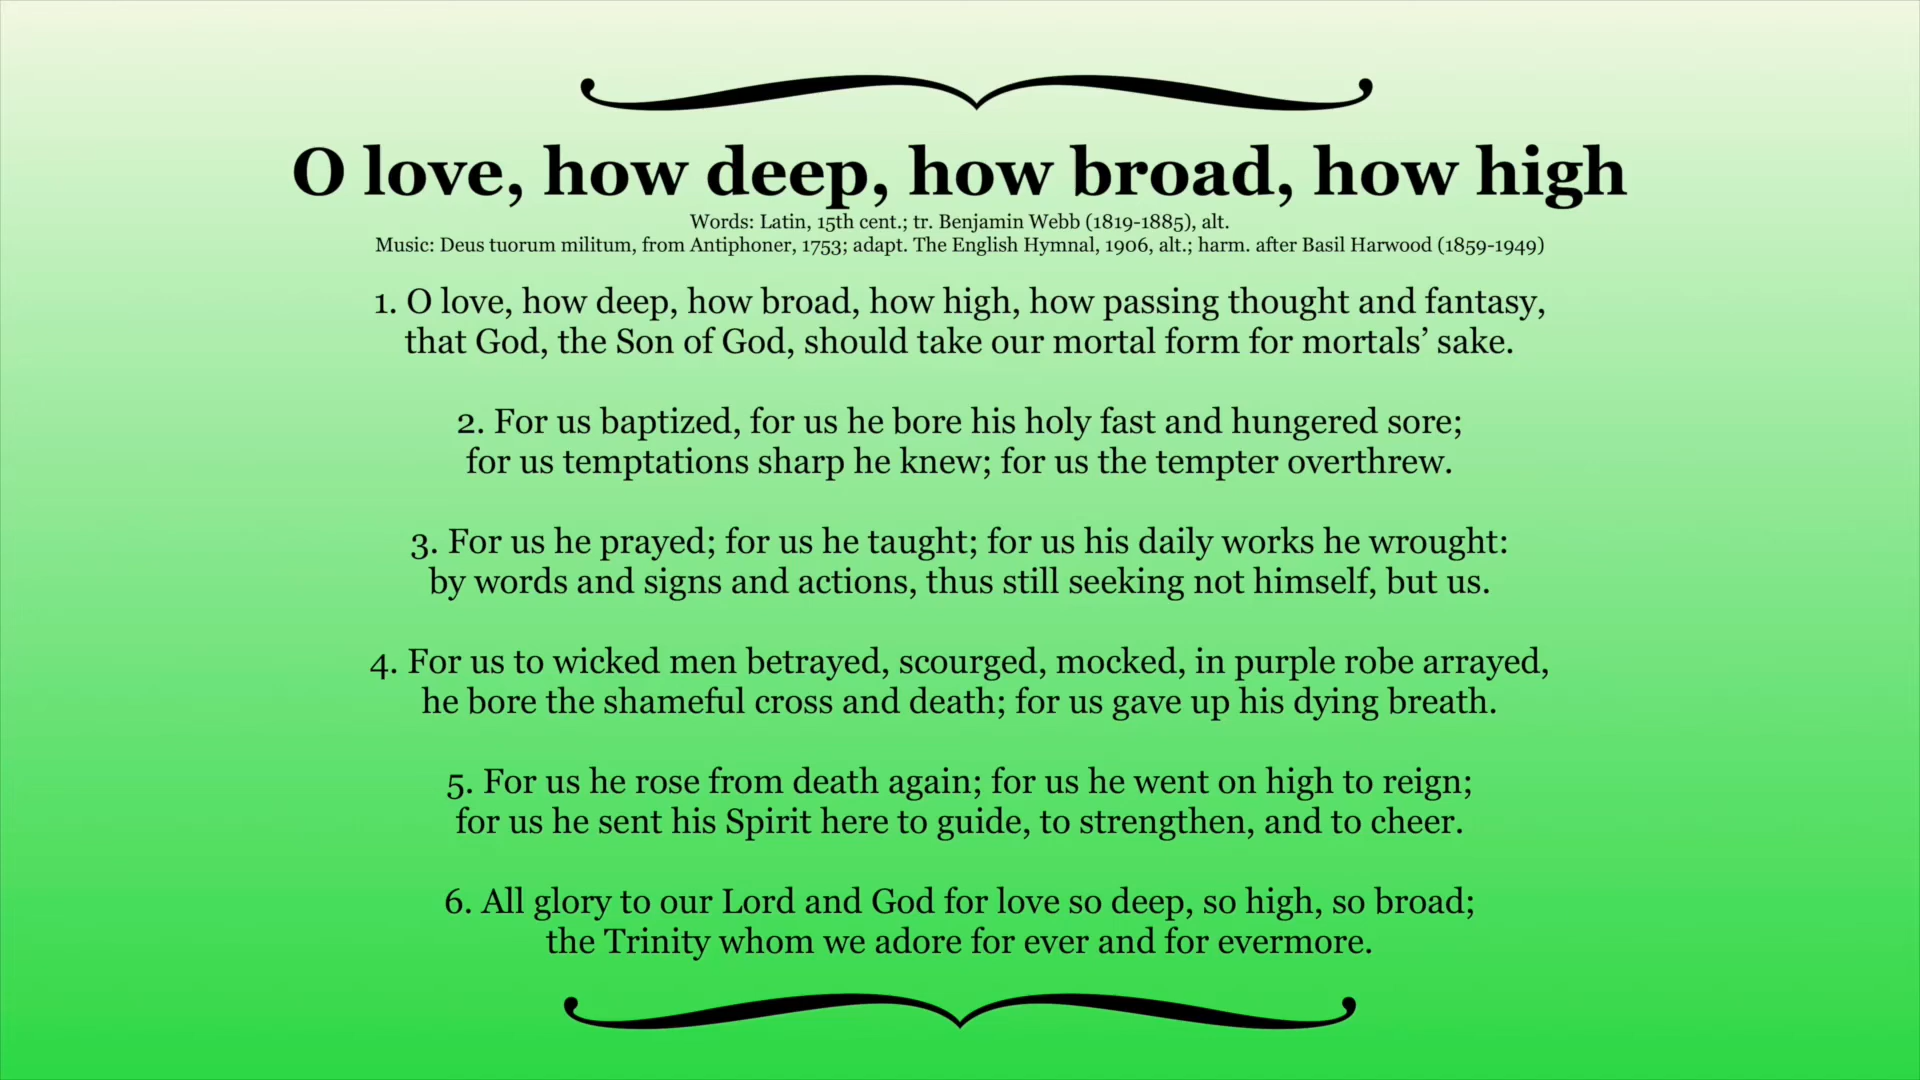 O love, how deep, how broad, how high
Words: Latin, 15th cent.; tr. Benjamin Webb (1819-1885), alt.
Music: Deus tuorum militum, from Antiphoner, 1753; adapt. The English Hymnal, 1906, alt.; harm. after Basil Harwood (1859-1949)
1. O love, how deep, how broad, how high, how passing thought and fantasy,
that God, the Son of God, should take our mortal form for mortals’ sake.
2. For us baptized, for us he bore his holy fast and hungered sore;
for us temptations sharp he knew; for us the tempter overthrew.
3. For us he prayed; for us he taught; for us his daily works he wrought:
by words and signs and actions, thus still seeking not himself, but us.
4. For us to wicked men betrayed, scourged, mocked, in purple robe arrayed,
he bore the shameful cross and death; for us gave up his dying breath.
5. For us he rose from death again; for us he went on high to reign;
for us he sent his Spirit here to guide, to strengthen, and to cheer.
6. All glory to our Lord and God for love so deep, so high, so broad;
the Trinity whom we adore for ever and for evermore.